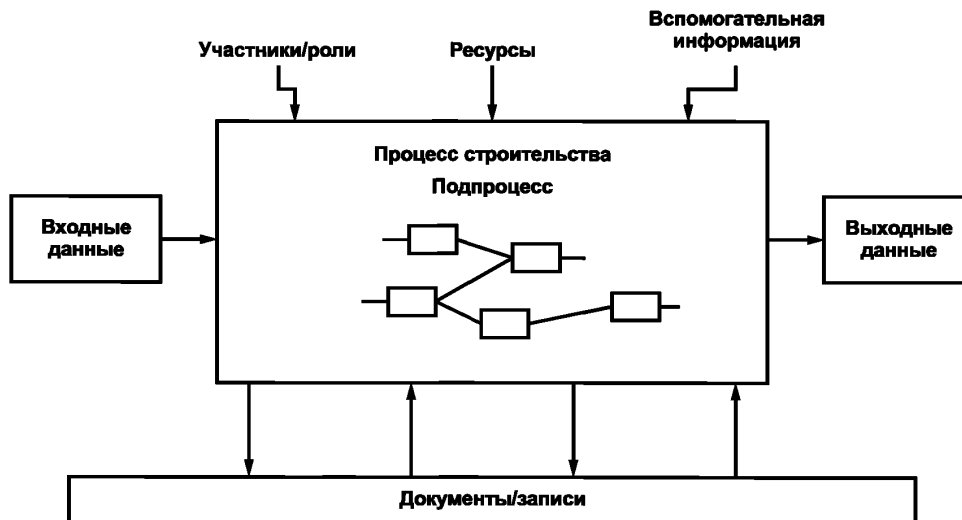 Вспомогательная
информация
Участники/роли
Ресурсы
Процесс строительства
Подпроцесс
Входные
данные
Выходные
данные
Документы/записи